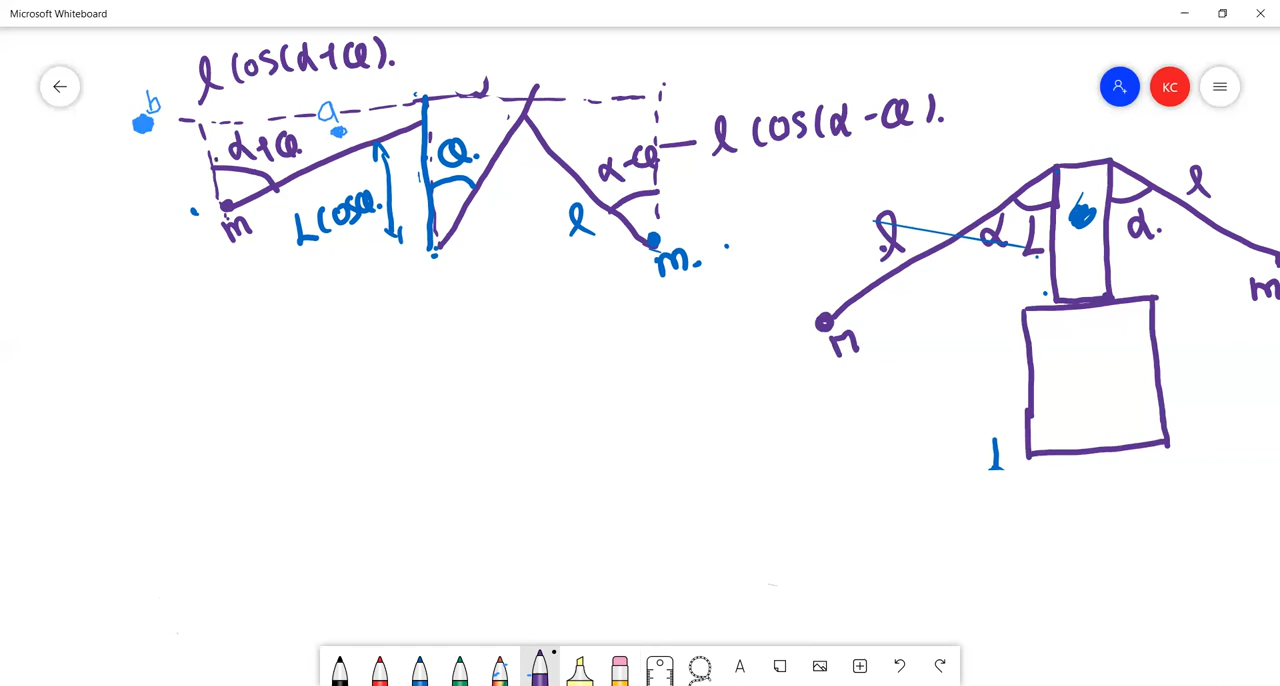 Microsoft Whiteboard
KC
l cos(α+θ).
b
a
α+θ
θ.
α-θ
l cos(α-θ).
m
L cosθ.
l
m.
l
l
α
L
α.
m
m
A